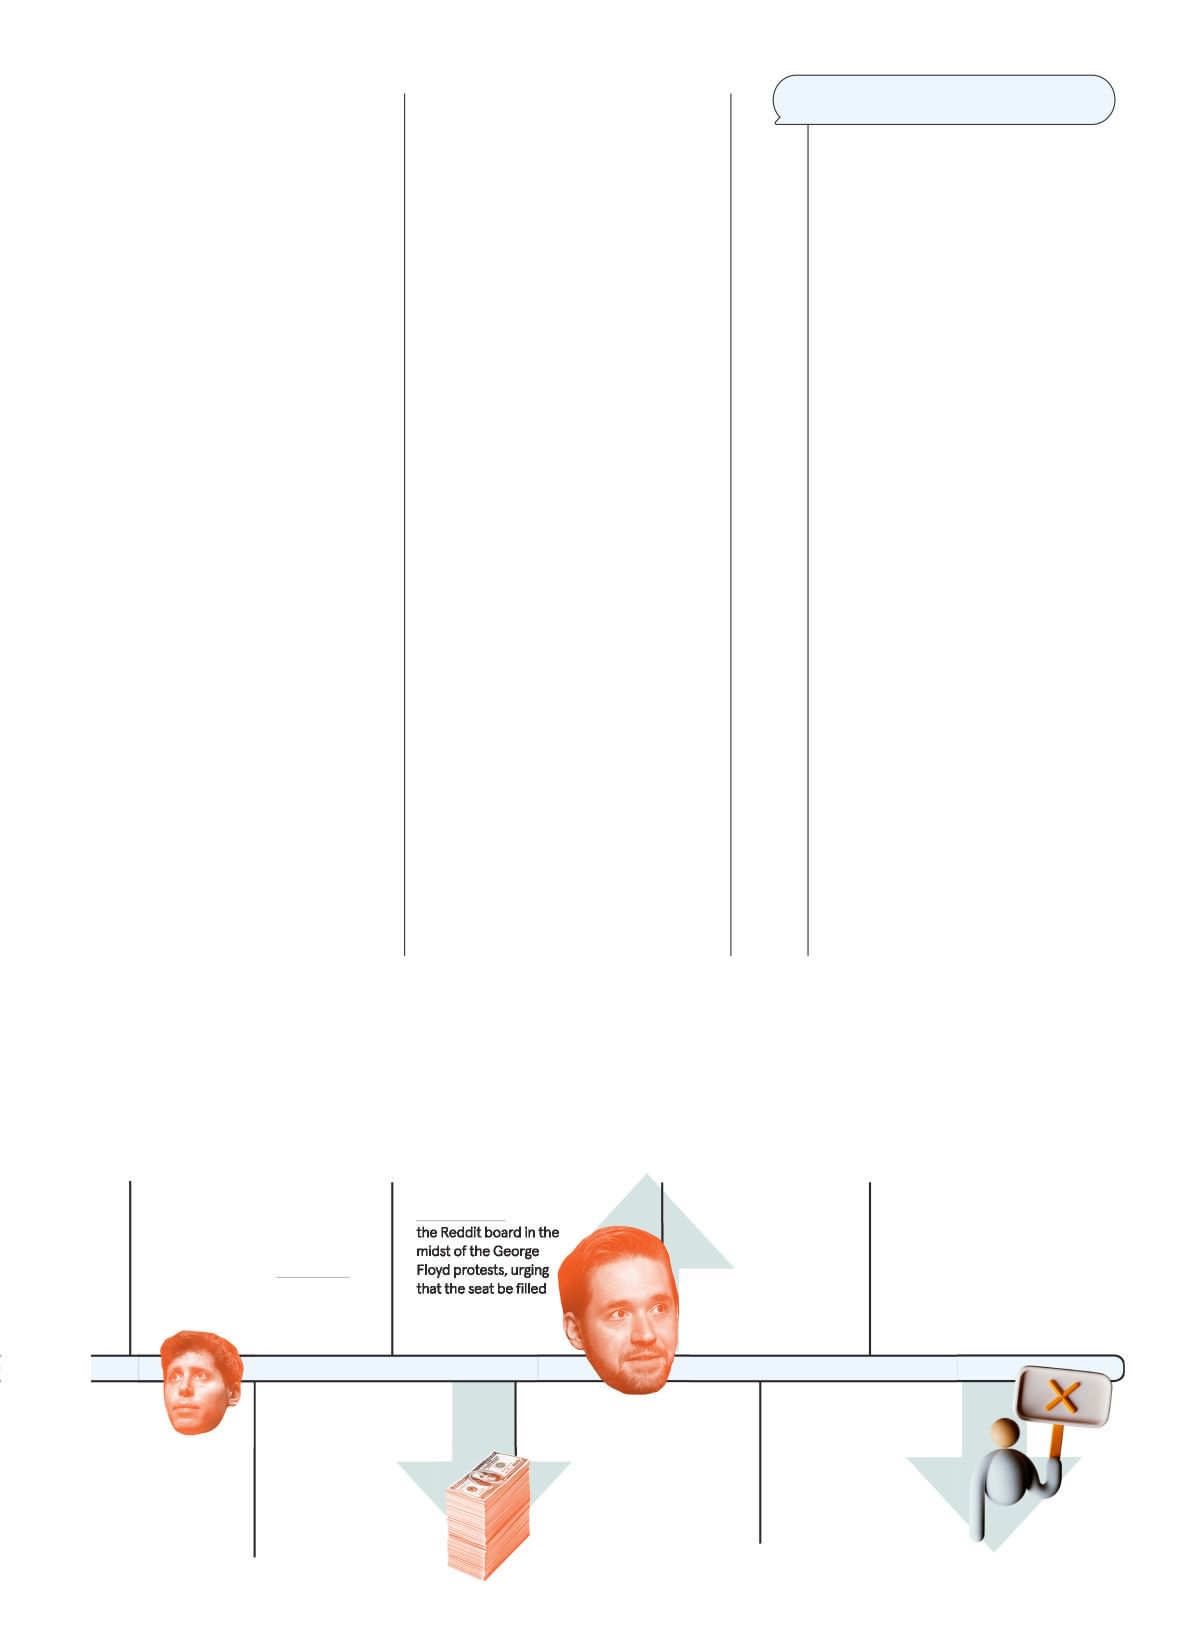 the Reddit board in the
midst of the George
Floyd protests, urging
that the seat be filled